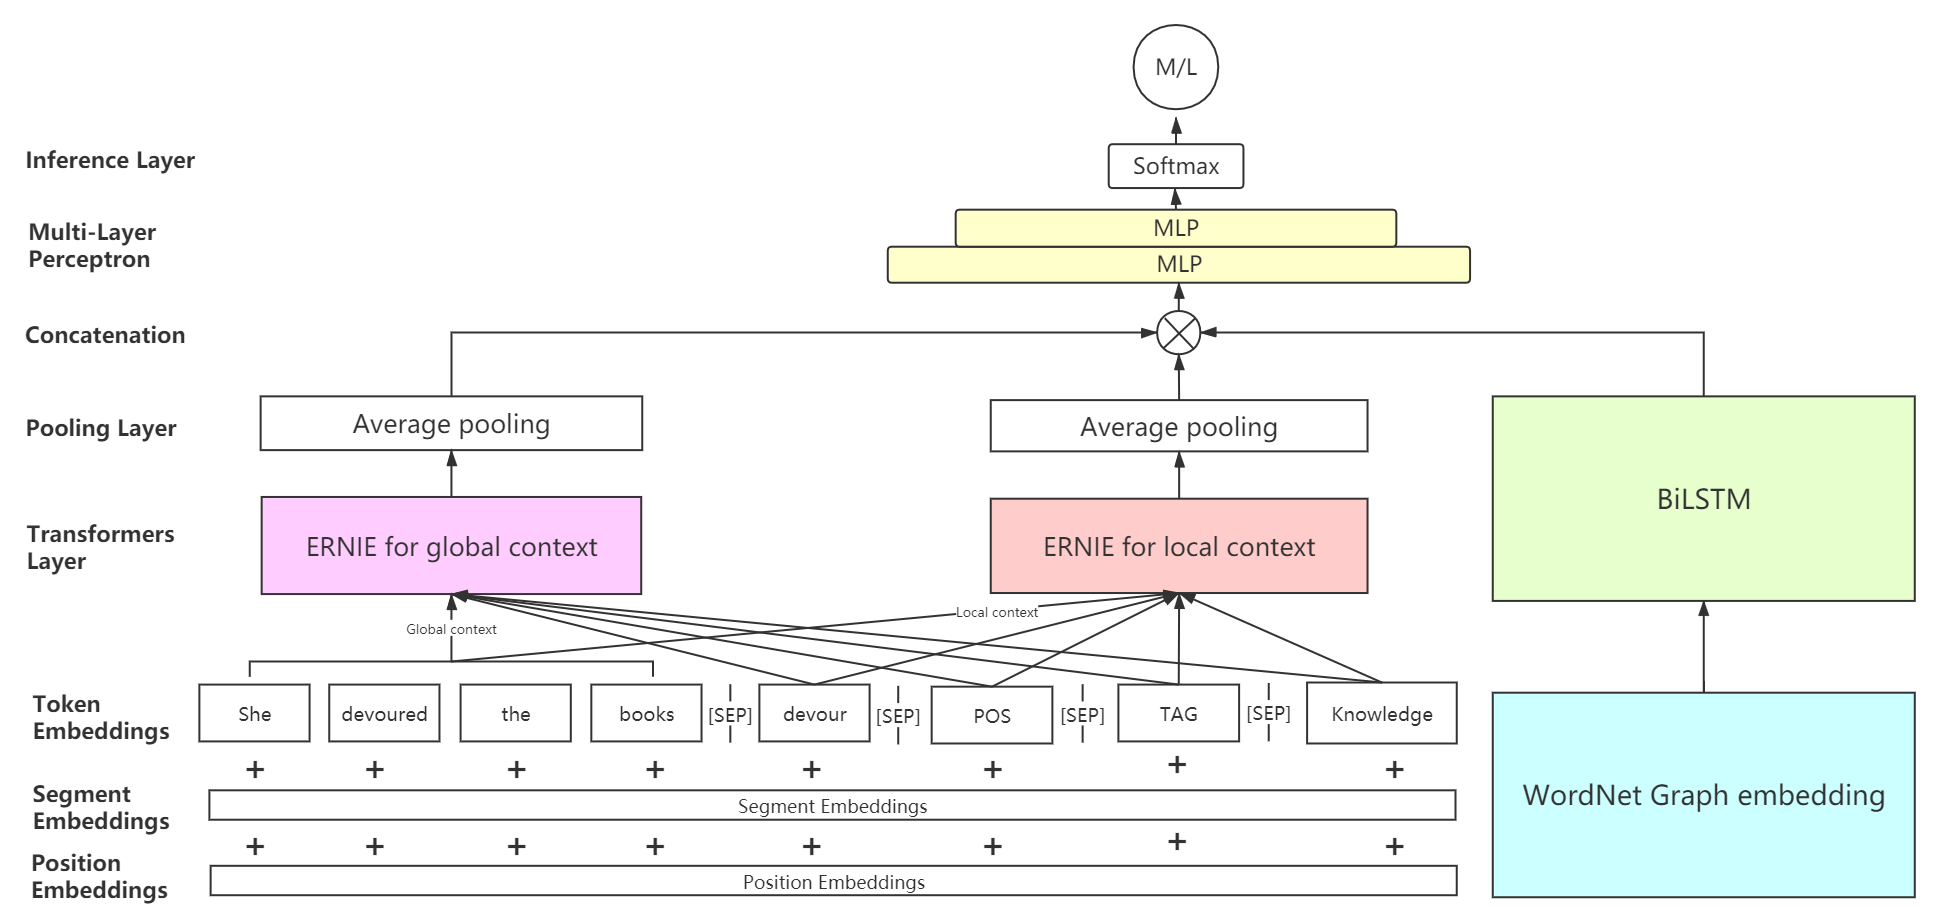 M/L
Inference Layer
Softmax
Multi-Layer
Perceptron
MLP
MLP
Concatenation
Pooling Layer
Average pooling
Average pooling
Transformers
Layer
ERNIE for global context
ERNIE for local context
BiLSTM
Global context
Local context
Token
Embeddings
She
devoured
the
books
[SEP]
devour
[SEP]
POS
[SEP]
TAG
[SEP]
Knowledge
+ + + + + + + +
Segment
Embeddings
Segment Embeddings
+ + + + + + + +
Position
Embeddings
Position Embeddings
WordNet Graph embedding